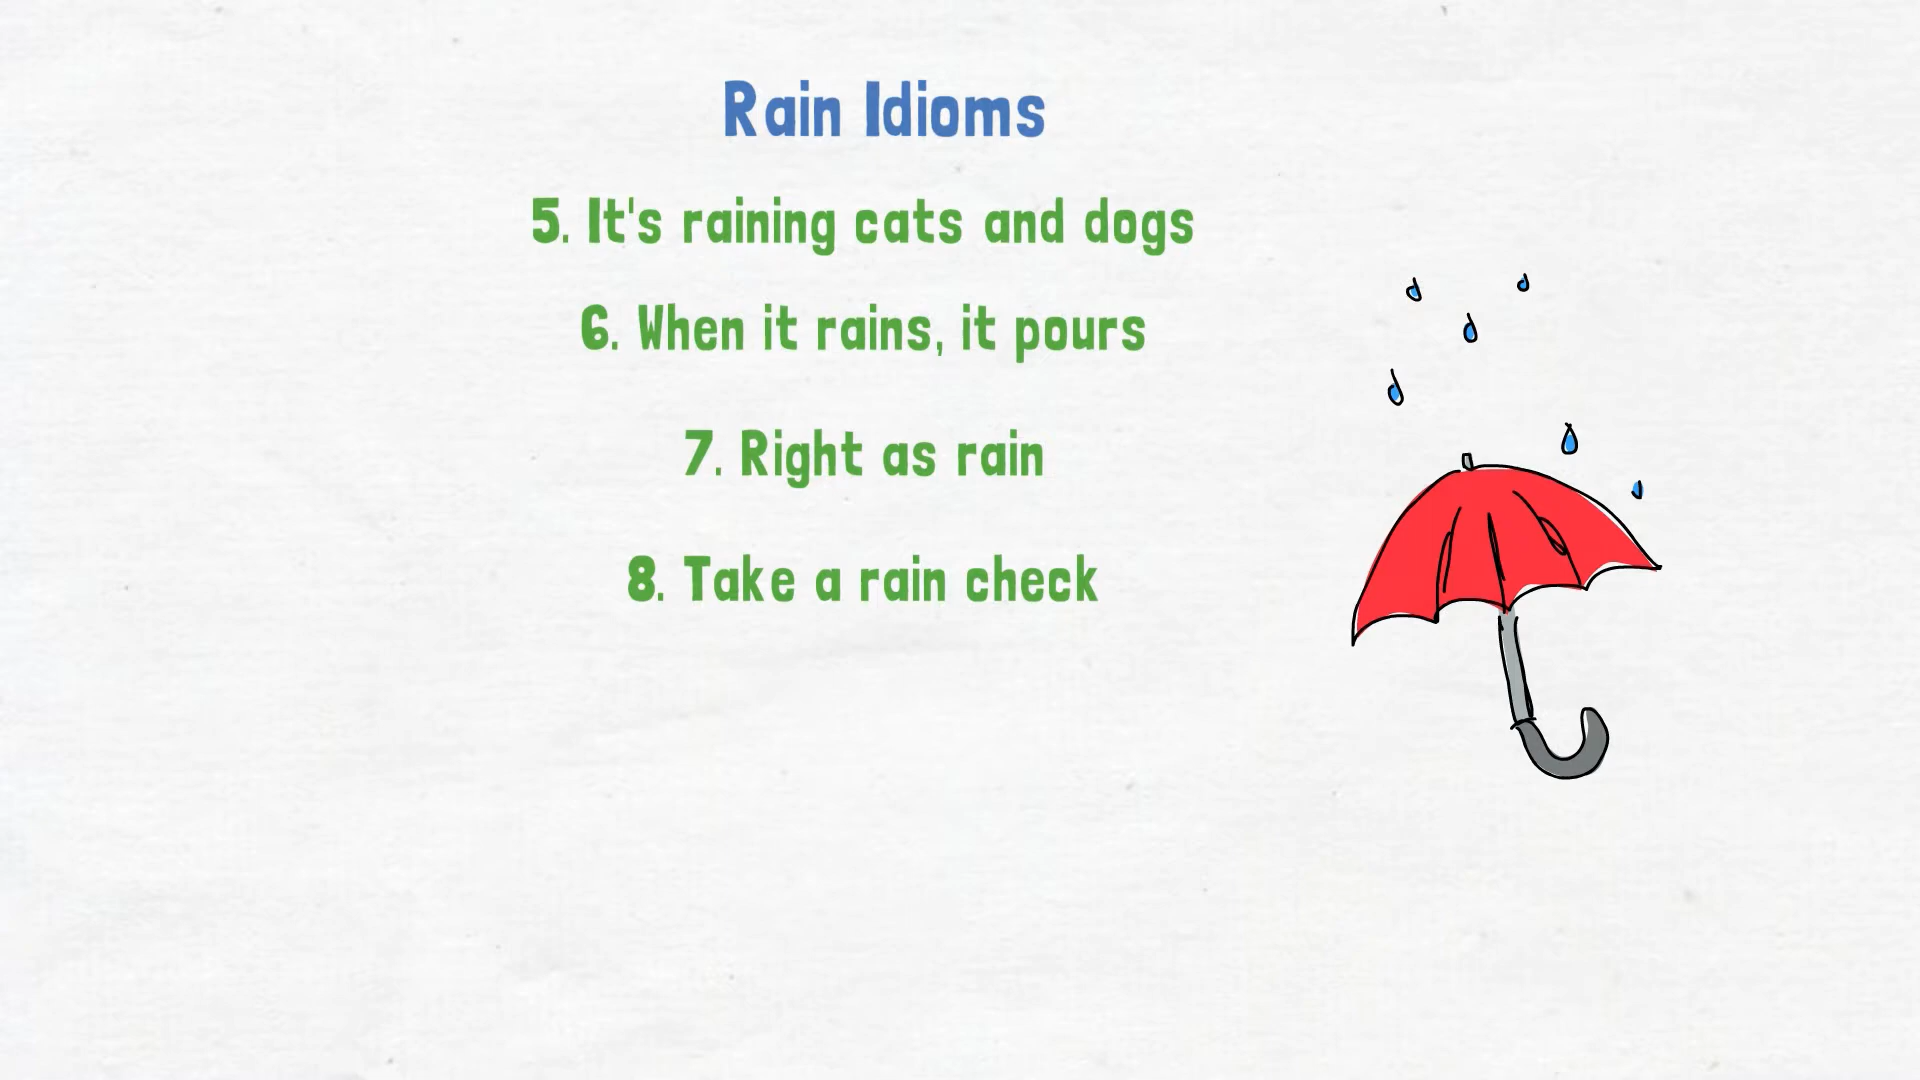 Rain Idioms
5. It's raining cats and dogs
6. When it rains, it pours
7. Right as rain
8. Take a rain check